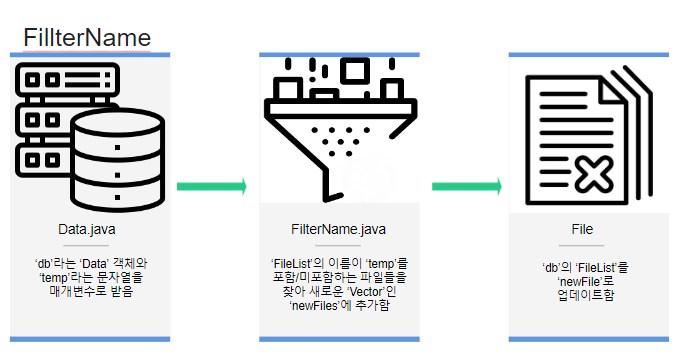 FillterName
Data.java
‘db’라는 ‘Data’ 객체와
‘temp’라는 문자열을
매개변수로 받음
FilterName.java
‘FileList’의 이름이 ‘temp’를
포함/미포함하는 파일들을
찾아 새로운 ‘Vector’인
‘newFiles’에 추가함
File
‘db’의 ‘FileList’를
‘newFile’로
업데이트함